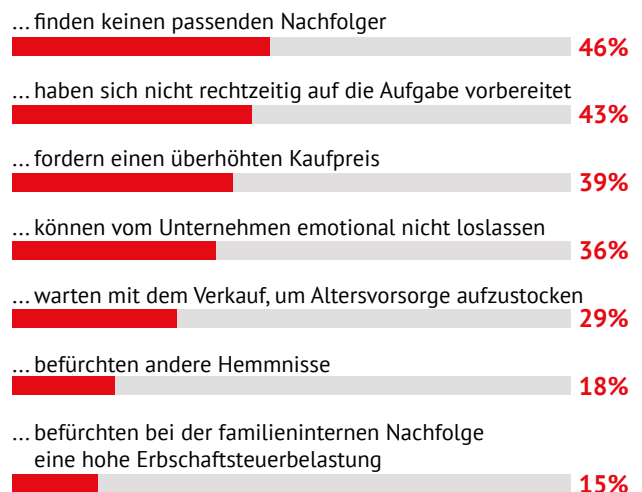 ... finden keinen passenden Nachfolger
46%
... haben sich nicht rechtzeitig auf die Aufgabe vorbereitet
43%
... fordern einen überhöhten Kaufpreis
39%
... können vom Unternehmen emotional nicht loslassen
36%
... warten mit dem Verkauf, um Altersvorsorge aufzustocken
29%
... befürchten andere Hemmnisse
18%
... befürchten bei der familieninternen Nachfolge
eine hohe Erbschaftsteuerbelastung
15%